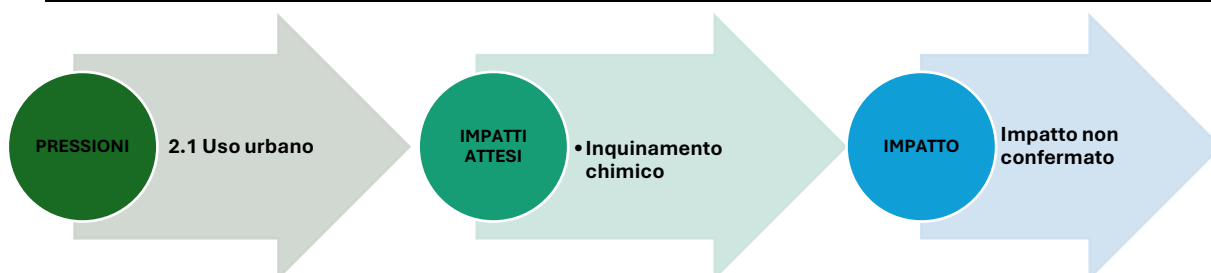 PRESSIONI
2.1 Uso urbano
IMPATTI
ATTESI
•Inquinamento
chimico
IMPATTO
Impatto non
confermato